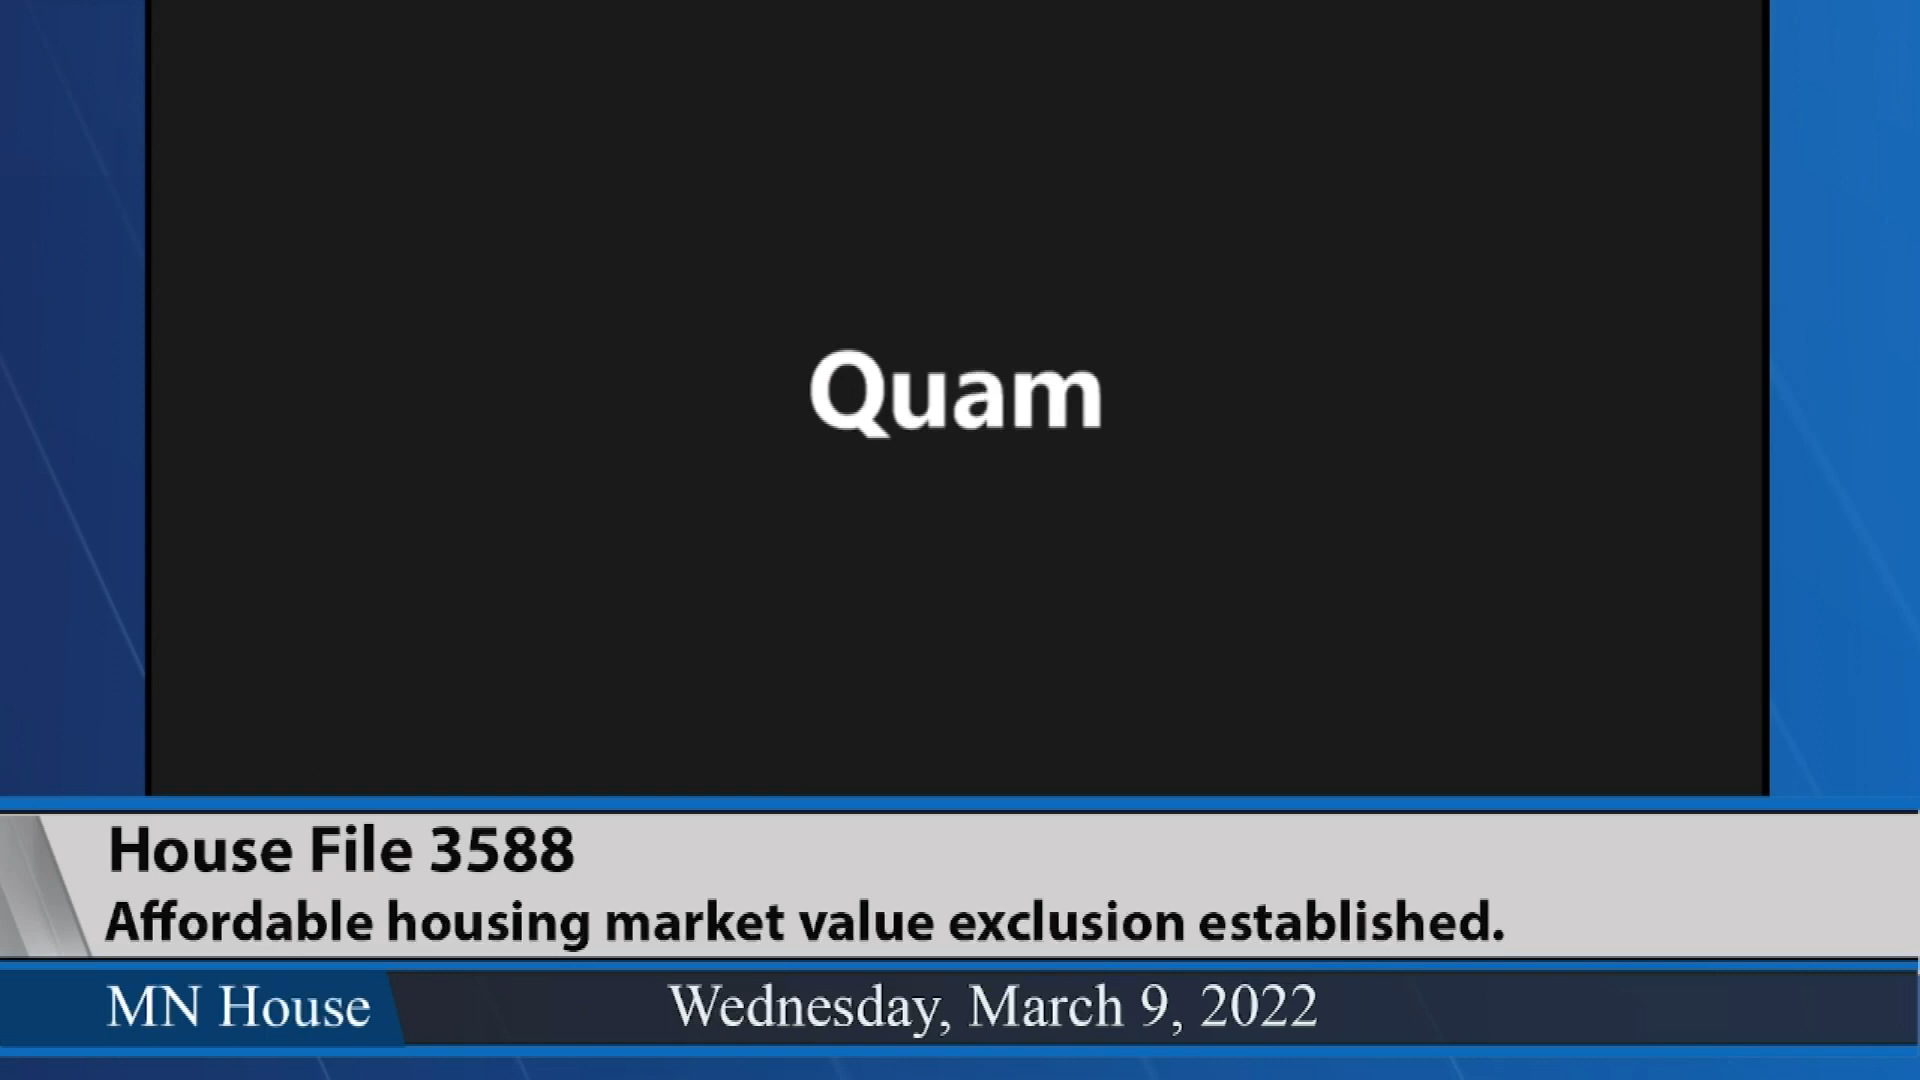 Quam
House File 3588
Affordable housing market value exclusion established.
MN House
Wednesday, March 9, 2022